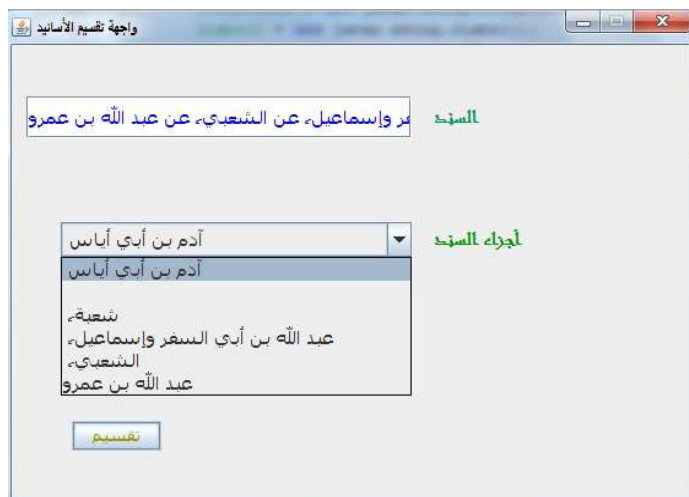 واجهة تقسيم الأسانيد
السند
فر وإسماعيل، عن الشعبي، عن عبد الله بن عمرو
أجزاء السند
آدم بن أبي أياس
آدم بن أبي أياس
شعبة،
عبد الله بن أبي السفر وإسماعيل،
الشعبي،
عبد الله بن عمرو
تقسيم